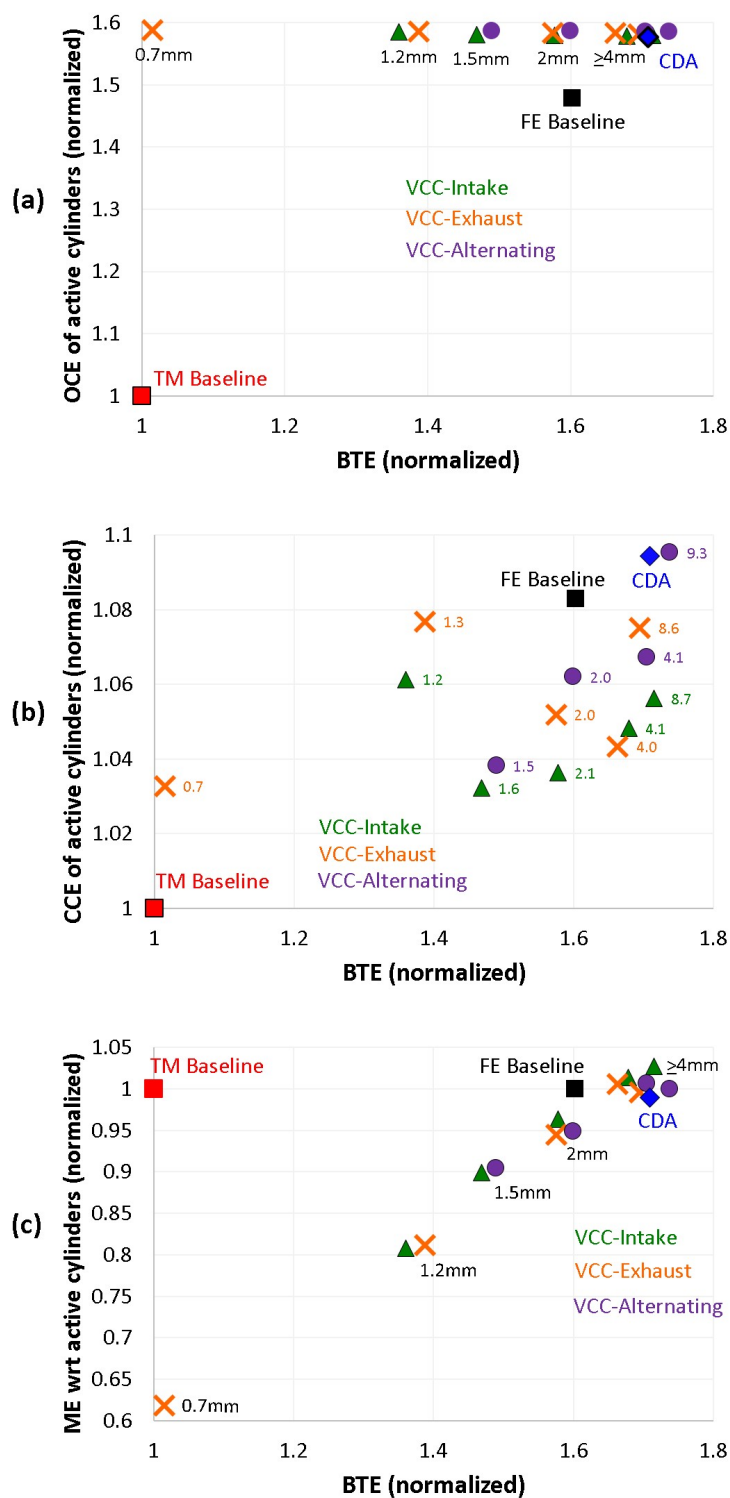 (a)
OCE of active cylinders (normalized)
1.6
1.5
1.4
1.3
1.2
1.1
1
0.7mm
1.2mm
1.5mm
2mm
≥4mm
CDA
FE Baseline
VCC-Intake
VCC-Exhaust
VCC-Alternating
TM Baseline
1
1.2
1.4
1.6
1.8
BTE (normalized)
(b)
CCE of active cylinders (normalized)
1.1
1.08
1.06
1.04
1.02
1
9.3
CDA
FE Baseline
1.3
8.6
4.1
2.0
1.2
8.7
2.0
4.1
4.0
1.5
2.1
1.6
0.7
VCC-Intake
VCC-Exhaust
VCC-Alternating
TM Baseline
1
1.2
1.4
1.6
1.8
BTE (normalized)
(c)
ME wrt active cylinders (normalized)
1.05
1
0.95
0.9
0.85
0.8
0.75
0.7
0.65
0.6
TM Baseline
FE Baseline
≥4mm
CDA
2mm
1.5mm
1.2mm
VCC-Intake
VCC-Exhaust
VCC-Alternating
0.7mm
1
1.2
1.4
1.6
1.8
BTE (normalized)